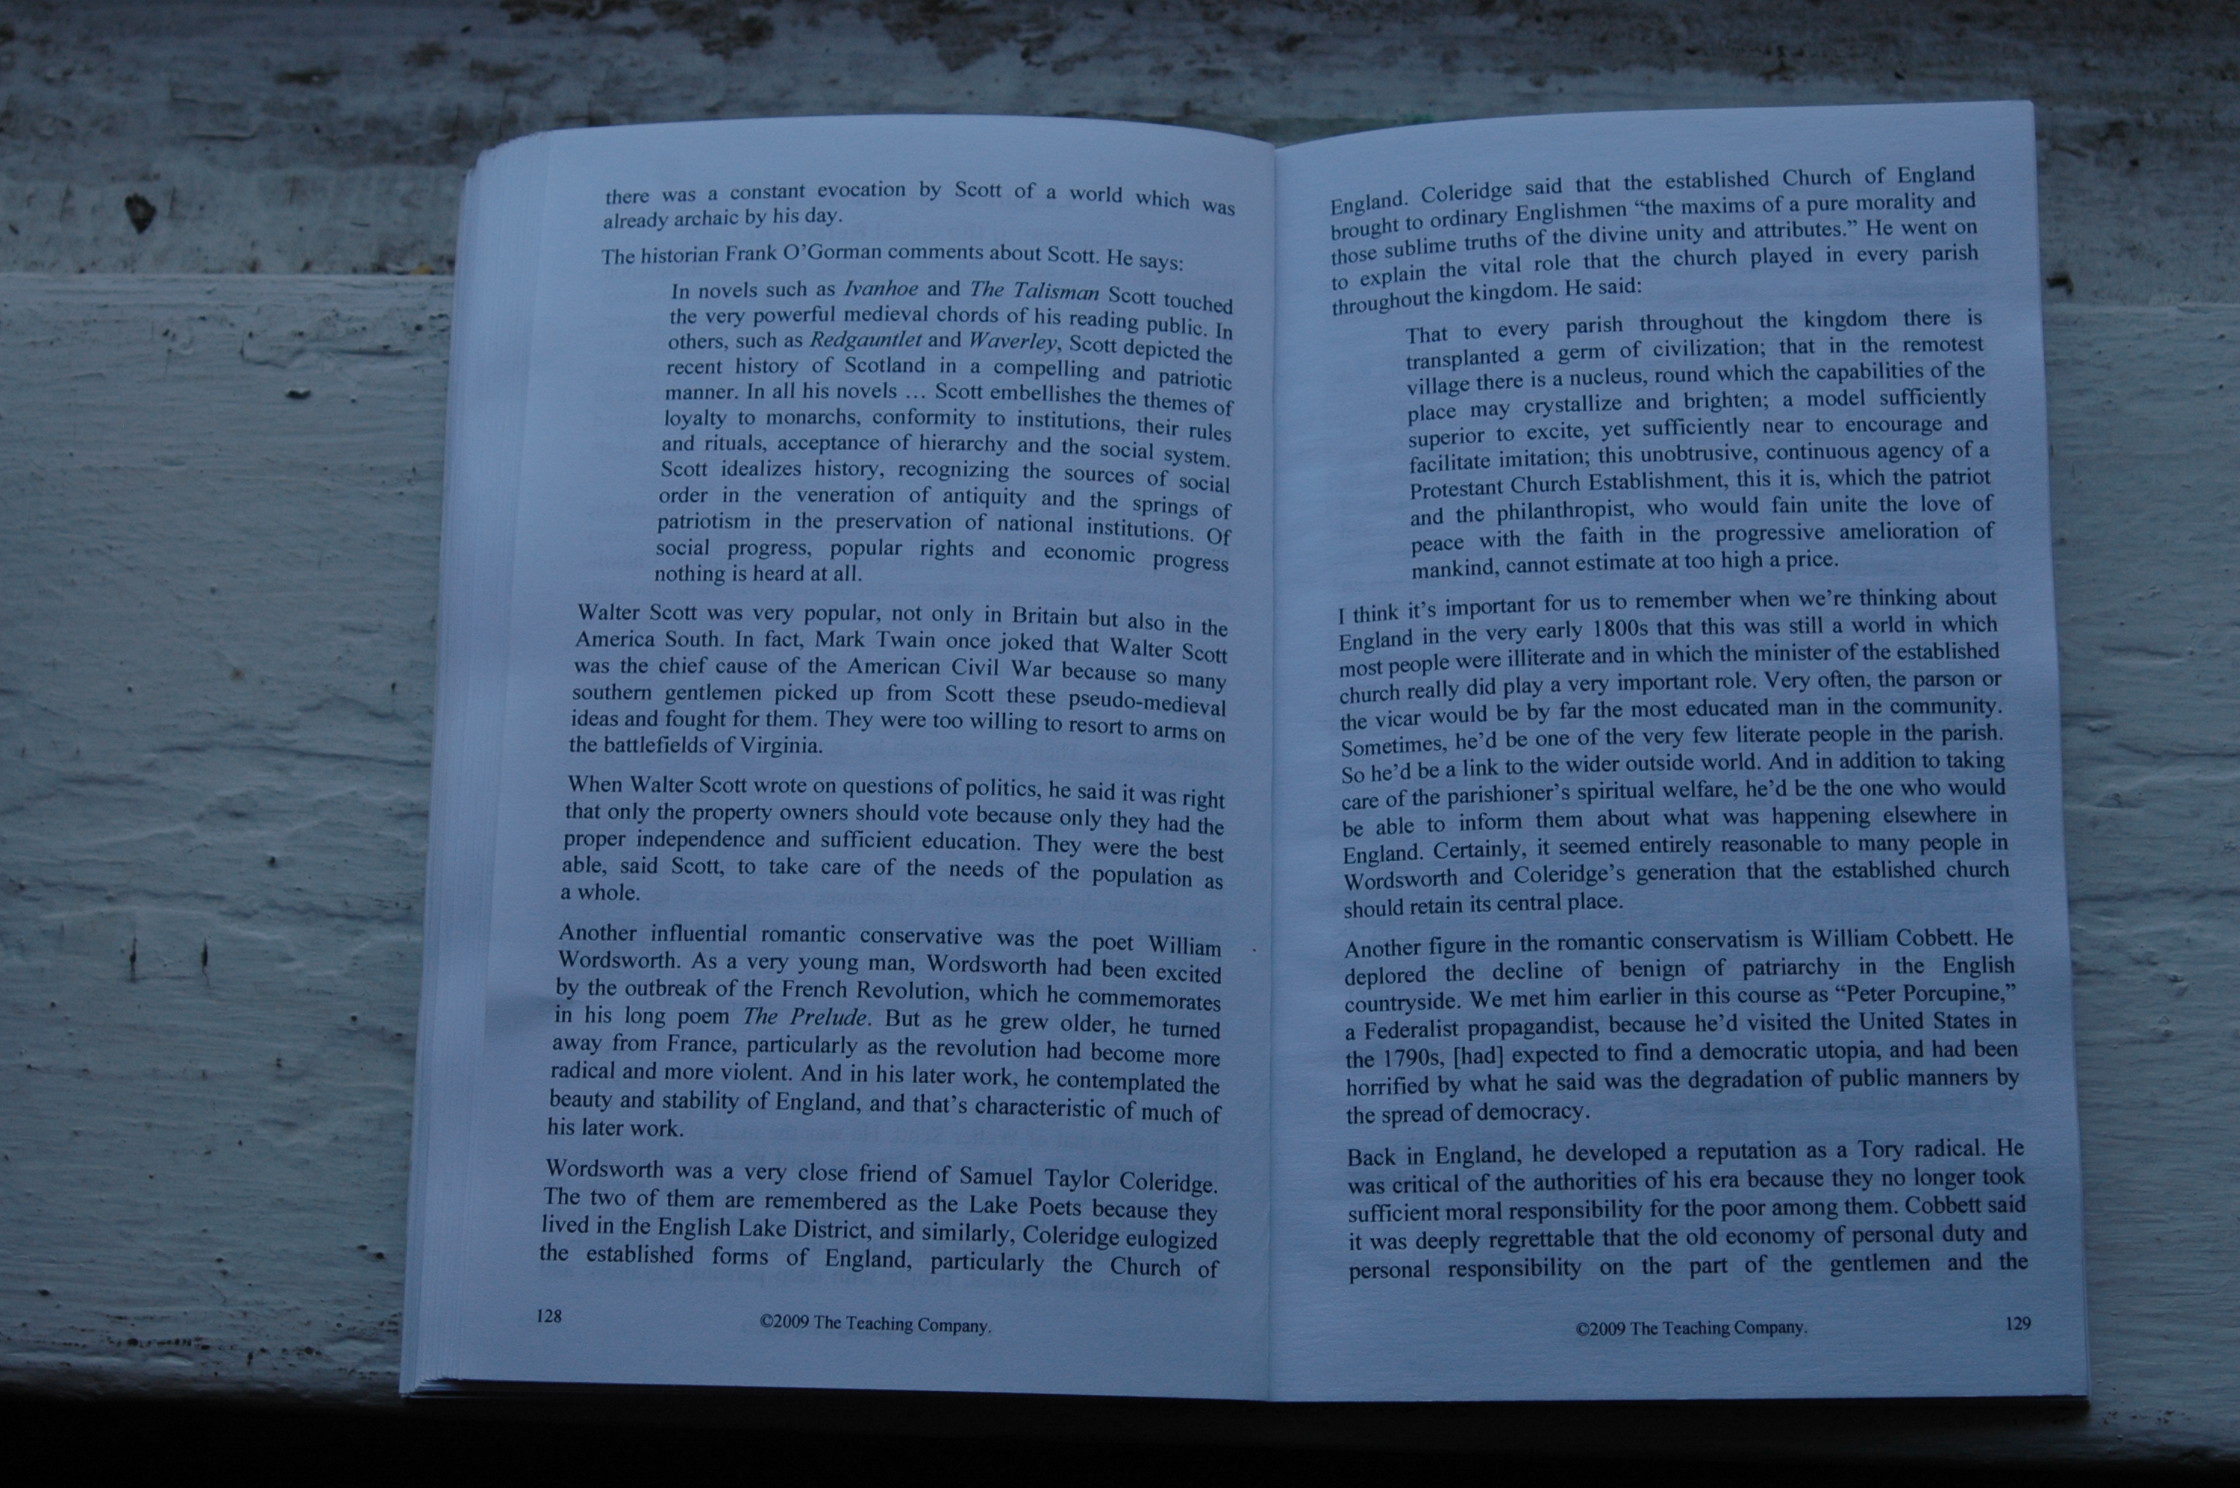 there was a constant evocation by Scott of a world which was
already archaic by his day.
The historian Frank O’Gorman comments about Scott. He says:
In novels such as Ivanhoe and The Talisman Scott touched
the very powerful medieval chords of his reading public. In
others, such as Redgauntlet and Waverley, Scott depicted the
recent history of Scotland in a compelling and patriotic
manner. In all his novels … Scott embellishes the themes of
loyalty to monarchs, conformity to institutions, their rules
and rituals, acceptance of hierarchy and the social system.
Scott idealizes history, recognizing the sources of social
order in the veneration of antiquity and the springs of
patriotism in the preservation of national institutions. Of
social progress, popular rights and economic progress
nothing is heard at all.
Walter Scott was very popular, not only in Britain but also in the
America South. In fact, Mark Twain once joked that Walter Scott
was the chief cause of the American Civil War because so many
southern gentlemen picked up from Scott these pseudo-medieval
ideas and fought for them. They were too willing to resort to arms on
the battlefields of Virginia.
When Walter Scott wrote on questions of politics, he said it was right
that only the property owners should vote because only they had the
proper independence and sufficient education. They were the best
able, said Scott, to take care of the needs of the population as
a whole.
Another influential romantic conservative was the poet William
Wordsworth. As a very young man, Wordsworth had been excited
by the outbreak of the French Revolution, which he commemorates
in his long poem The Prelude. But as he grew older, he turned
away from France, particularly as the revolution had become more
radical and more violent. And in his later work, he contemplated the
beauty and stability of England, and that’s characteristic of much of
his later work.
Wordsworth was a very close friend of Samuel Taylor Coleridge.
The two of them are remembered as the Lake Poets because they
lived in the English Lake District, and similarly, Coleridge eulogized
the established forms of England, particularly the Church of
128
©2009 The Teaching Company.
England. Coleridge said that the established Church of England
brought to ordinary Englishmen “the maxims of a pure morality and
those sublime truths of the divine unity and attributes.” He went on
to explain the vital role that the church played in every parish
throughout the kingdom. He said:
That to every parish throughout the kingdom there is
transplanted a germ of civilization; that in the remotest
village there is a nucleus, round which the capabilities of the
place may crystallize and brighten; a model sufficiently
superior to excite, yet sufficiently near to encourage and
facilitate imitation; this unobtrusive, continuous agency of a
Protestant Church Establishment, this it is, which the patriot
and the philanthropist, who would fain unite the love of
peace with the faith in the progressive amelioration of
mankind, cannot estimate at too high a price.
I think it’s important for us to remember when we’re thinking about
England in the very early 1800s that this was still a world in which
most people were illiterate and in which the minister of the established
church really did play a very important role. Very often, the parson or
the vicar would be by far the most educated man in the community.
Sometimes, he’d be one of the very few literate people in the parish.
So he’d be a link to the wider outside world. And in addition to taking
care of the parishioner’s spiritual welfare, he’d be the one who would
be able to inform them about what was happening elsewhere in
England. Certainly, it seemed entirely reasonable to many people in
Wordsworth and Coleridge’s generation that the established church
should retain its central place.
Another figure in the romantic conservatism is William Cobbett. He
deplored the decline of benign of patriarchy in the English
countryside. We met him earlier in this course as “Peter Porcupine,”
a Federalist propagandist, because he’d visited the United States in
the 1790s, [had] expected to find a democratic utopia, and had been
horrified by what he said was the degradation of public manners by
the spread of democracy.
Back in England, he developed a reputation as a Tory radical. He
was critical of the authorities of his era because they no longer took
sufficient moral responsibility for the poor among them. Cobbett said
it was deeply regrettable that the old economy of personal duty and
personal responsibility on the part of the gentlemen and the
©2009 The Teaching Company.
129